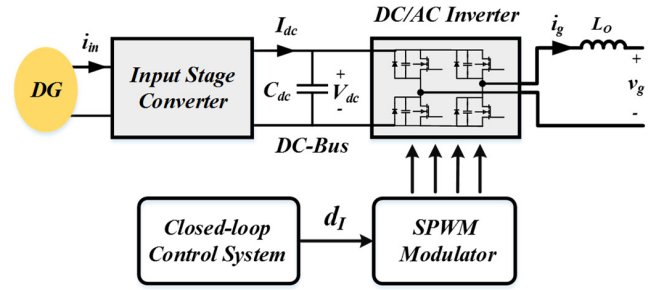 DG
i_in
Input Stage
Converter
I_dc
C_dc
+
V_dc
-
DC-Bus
DC/AC Inverter
i_g
L_O
+
v_g
-
Closed-loop
Control System
d_I
SPWM
Modulator